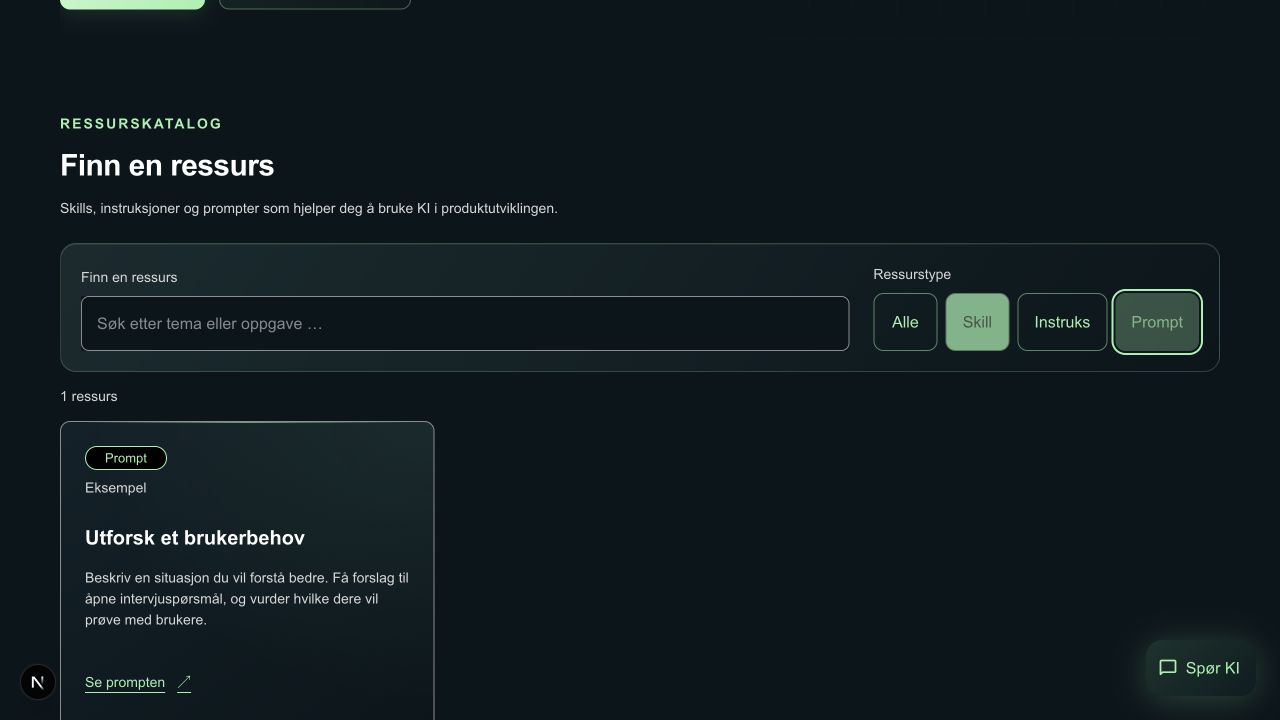 RESSURSKATALOG
Finn en ressurs
Skills, instruksjoner og prompter som hjelper deg å bruke KI i produktutviklingen.
Finn en ressurs
Ressurstype
Søk etter tema eller oppgave …
Alle
Skill
Instruks
Prompt
1 ressurs
Prompt
Eksempel
Utforsk et brukerbehov
Beskriv en situasjon du vil forstå bedre. Få forslag til
åpne intervjuspørsmål, og vurder hvilke dere vil
prøve med brukere.
Se prompten
N
Spør KI